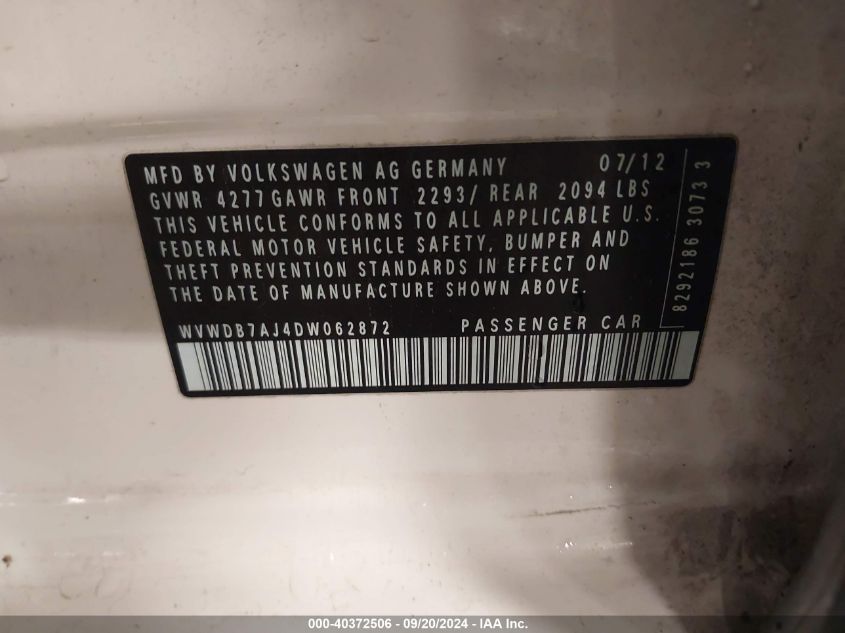 MFD BY VOLKSWAGEN AG GERMANY 07/12
GVWR 4277 GAWR FRONT 2293/ REAR 2094 LBS
THIS VEHICLE CONFORMS TO ALL APPLICABLE U.S.
FEDERAL MOTOR VEHICLE SAFETY, BUMPER AND
THEFT PREVENTION STANDARDS IN EFFECT ON
THE DATE OF MANUFACTURE SHOWN ABOVE.
WVWDB7AJ4DW062872 PASSENGER CAR
8292186 3073 3
000-40372506 - 09/20/2024 - IAA Inc.